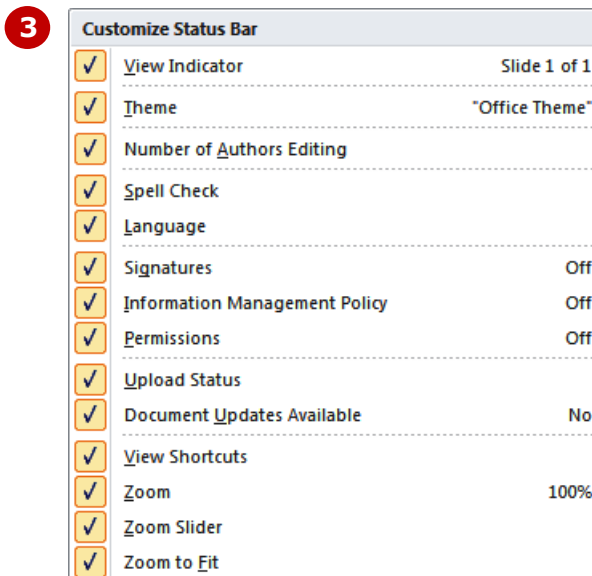 3
Customize Status Bar
View Indicator Slide 1 of 1
Theme "Office Theme"
Number of Authors Editing
Spell Check
Language
Signatures Off
Information Management Policy Off
Permissions Off
Upload Status
Document Updates Available No
View Shortcuts
Zoom 100%
Zoom Slider
Zoom to Fit